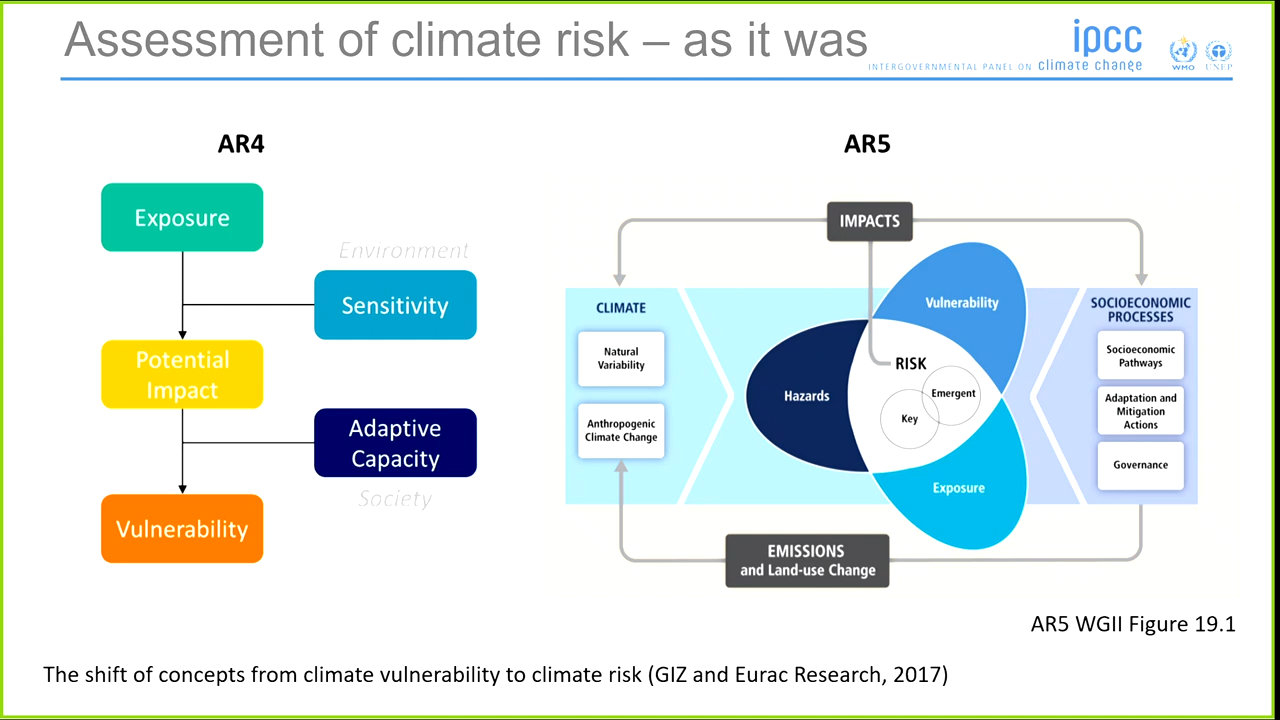 Assessment of climate risk – as it was
ipcc
INTERGOVERNMENTAL PANEL ON climate change
WMO
UNEP
AR4
Exposure
Environment
Sensitivity
Potential
Impact
Adaptive
Capacity
Society
Vulnerability
AR5
IMPACTS
CLIMATE
Natural
Variability
Anthropogenic
Climate Change
Vulnerability
Hazards
RISK
Emergent
Key
Exposure
SOCIOECONOMIC
PROCESSES
Socioeconomic
Pathways
Adaptation and
Mitigation
Actions
Governance
EMISSIONS
and Land-use Change
AR5 WGII Figure 19.1
The shift of concepts from climate vulnerability to climate risk (GIZ and Eurac Research, 2017)